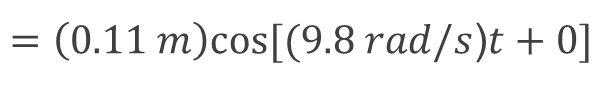 = (0.11 m)cos[(9.8 rad/s)t + 0]